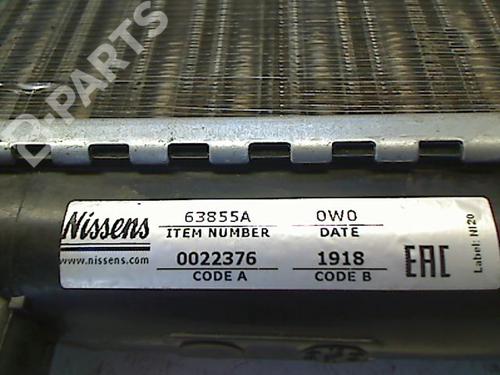 B-PARTS
Nissens
www.nissens.com
63855A
ITEM NUMBER
0W0
DATE
0022376
CODE A
1918
CODE B
EAC
Label: NI20